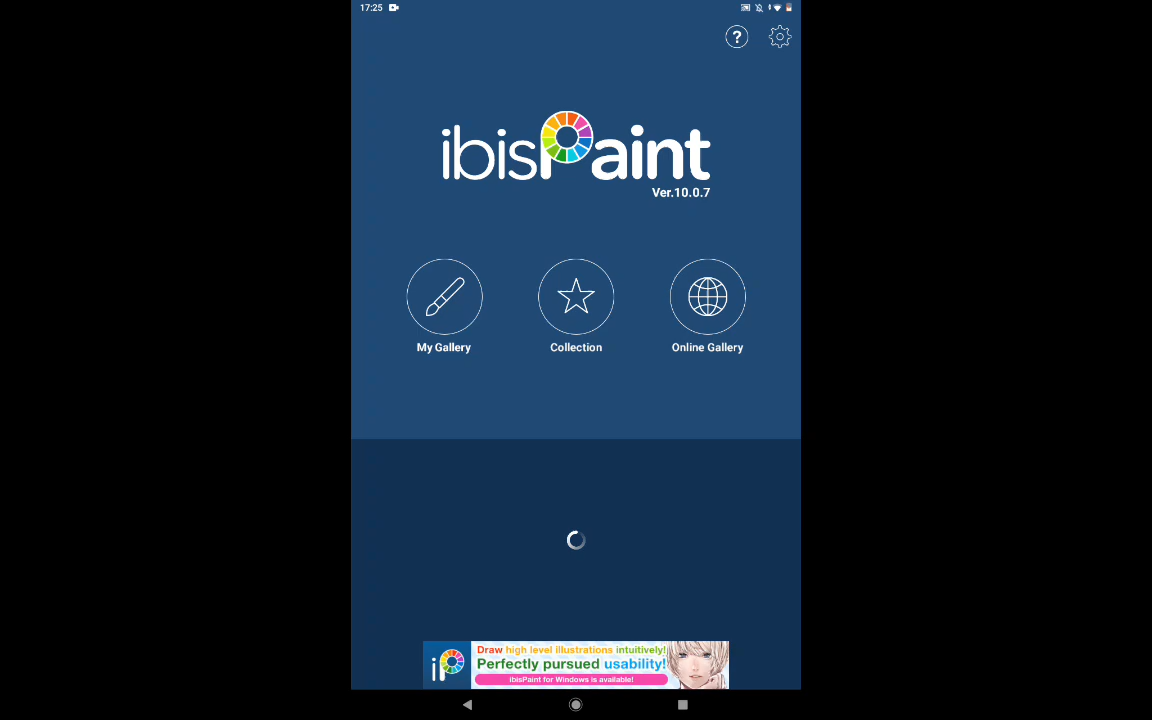 17:25
?
ibisPaint
Ver.10.0.7
My Gallery
Collection
Online Gallery
iP
Draw high level illustrations intuitively!
Perfectly pursued usability!
ibisPaint for Windows is available!